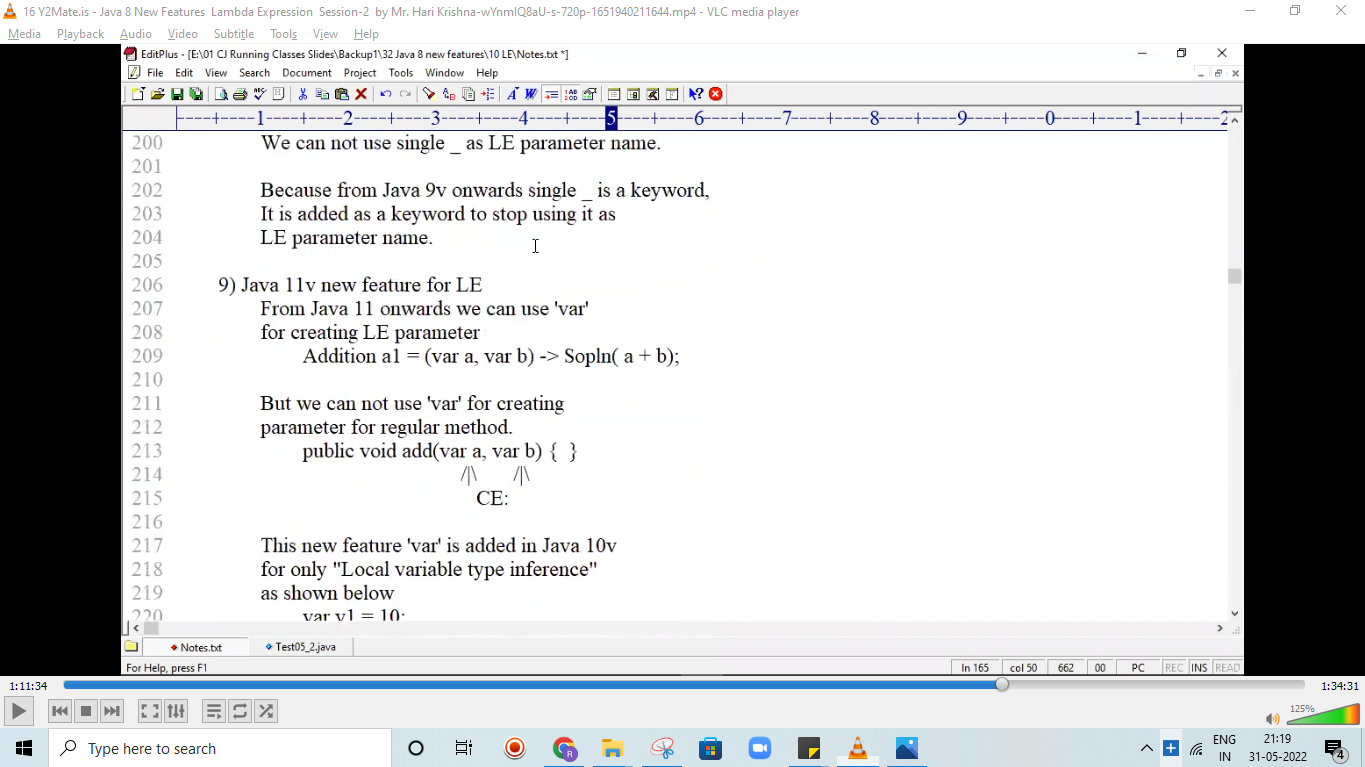 16 Y2Mate.is - Java 8 New Features Lambda Expression Session-2 by Mr. Hari Krishna-wYnmlQ8aU-s-720p-1651940211644.mp4 - VLC media player
Media Playback Audio Video Subtitle Tools View Help
EditPlus - [E:\01 CJ Running Classes Slides\Backup1\32 Java 8 new features\10 LE\Notes.txt *]
File Edit View Search Document Project Tools Window Help
----+----1----+----2----+----3----+----4----+----5----+----6----+----7----+----8----+----9----+----0----+----1----+----2
200 We can not use single _ as LE parameter name.
201
202 Because from Java 9v onwards single _ is a keyword,
203 It is added as a keyword to stop using it as
204 LE parameter name.
205
206 9) Java 11v new feature for LE
207 From Java 11 onwards we can use 'var'
208 for creating LE parameter
209 Addition a1 = (var a, var b) -> Sopln( a + b);
210
211 But we can not use 'var' for creating
212 parameter for regular method.
213 public void add(var a, var b) { }
214 /|\ /|\
215 CE:
216
217 This new feature 'var' is added in Java 10v
218 for only "Local variable type inference"
219 as shown below
220 var v1 = 10;
Notes.txt Test05_2.java
For Help, press F1 ln 165 col 50 662 00 PC REC INS READ
1:11:34 1:34:31
125%
Type here to search
ENG 21:19
IN 31-05-2022 4